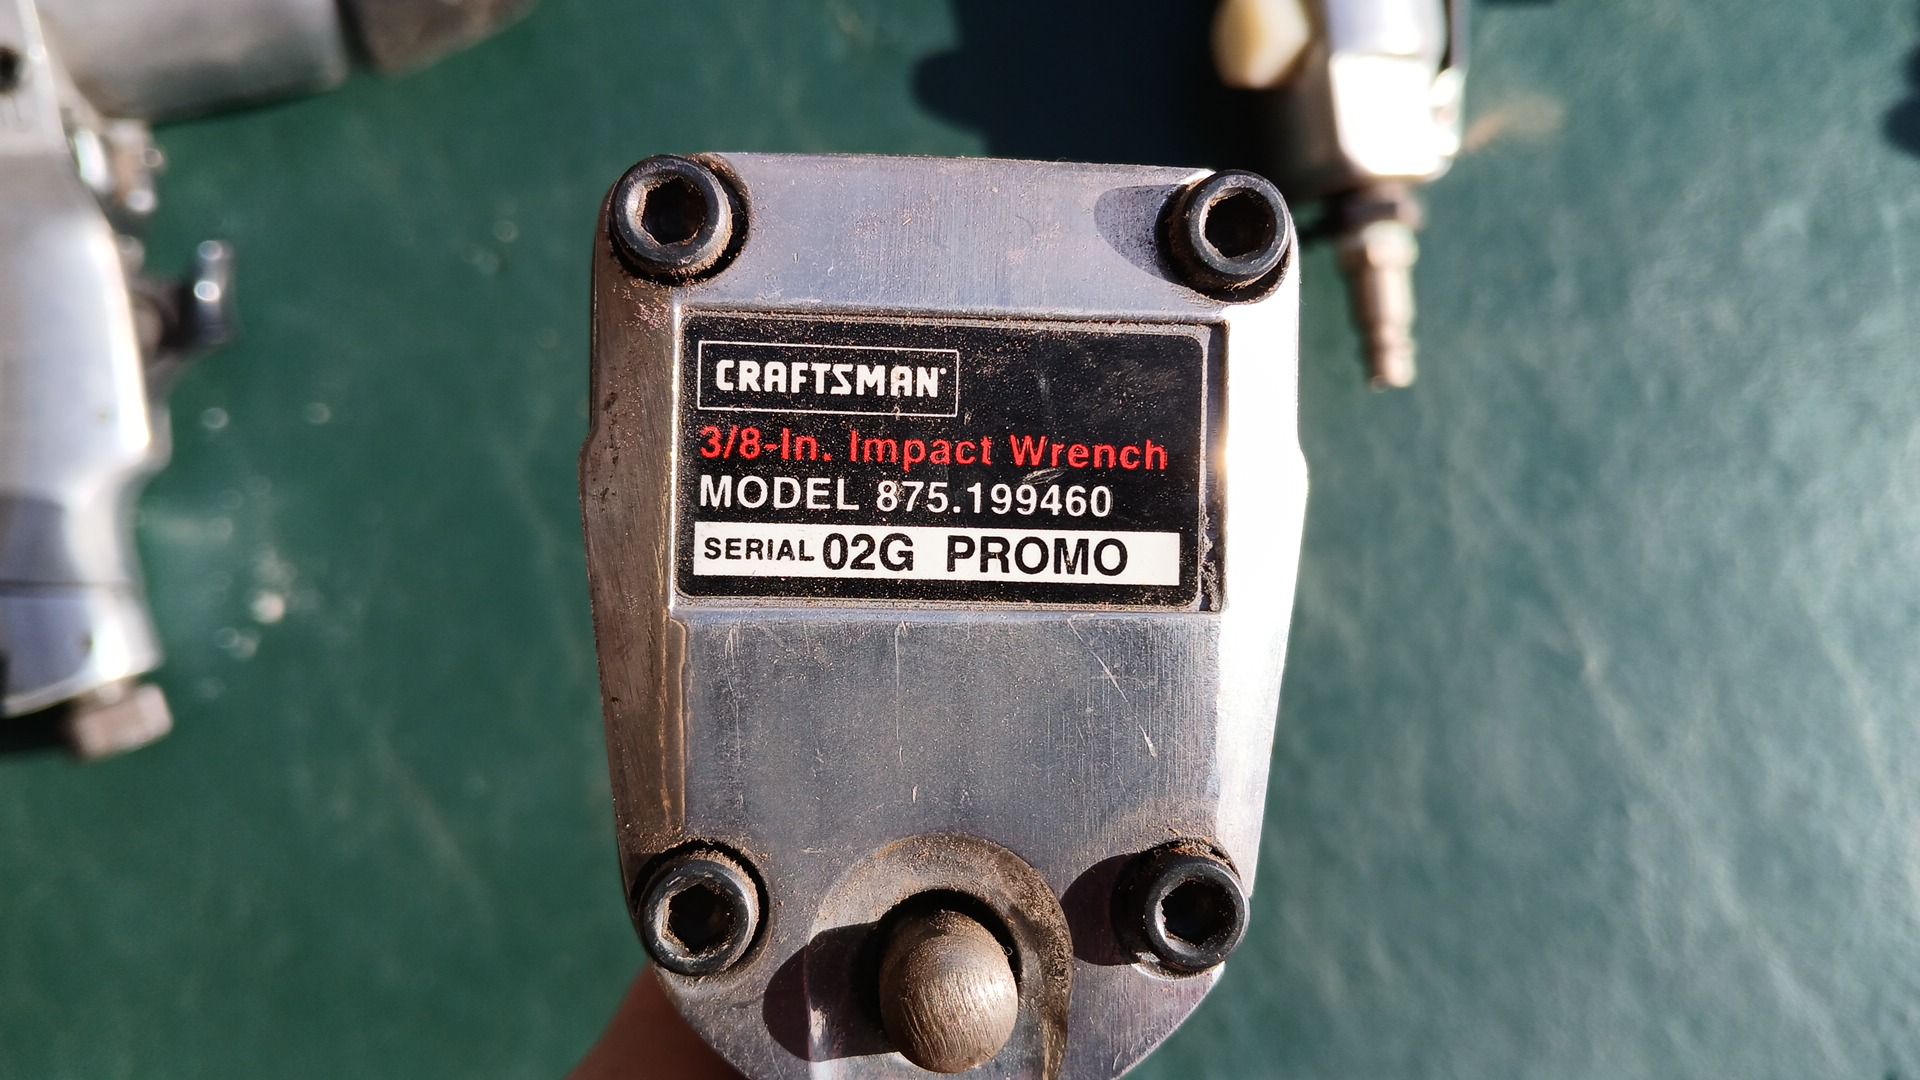 CRAFTSMAN
3/8-In. Impact Wrench
MODEL 875.199460
SERIAL 02G PROMO